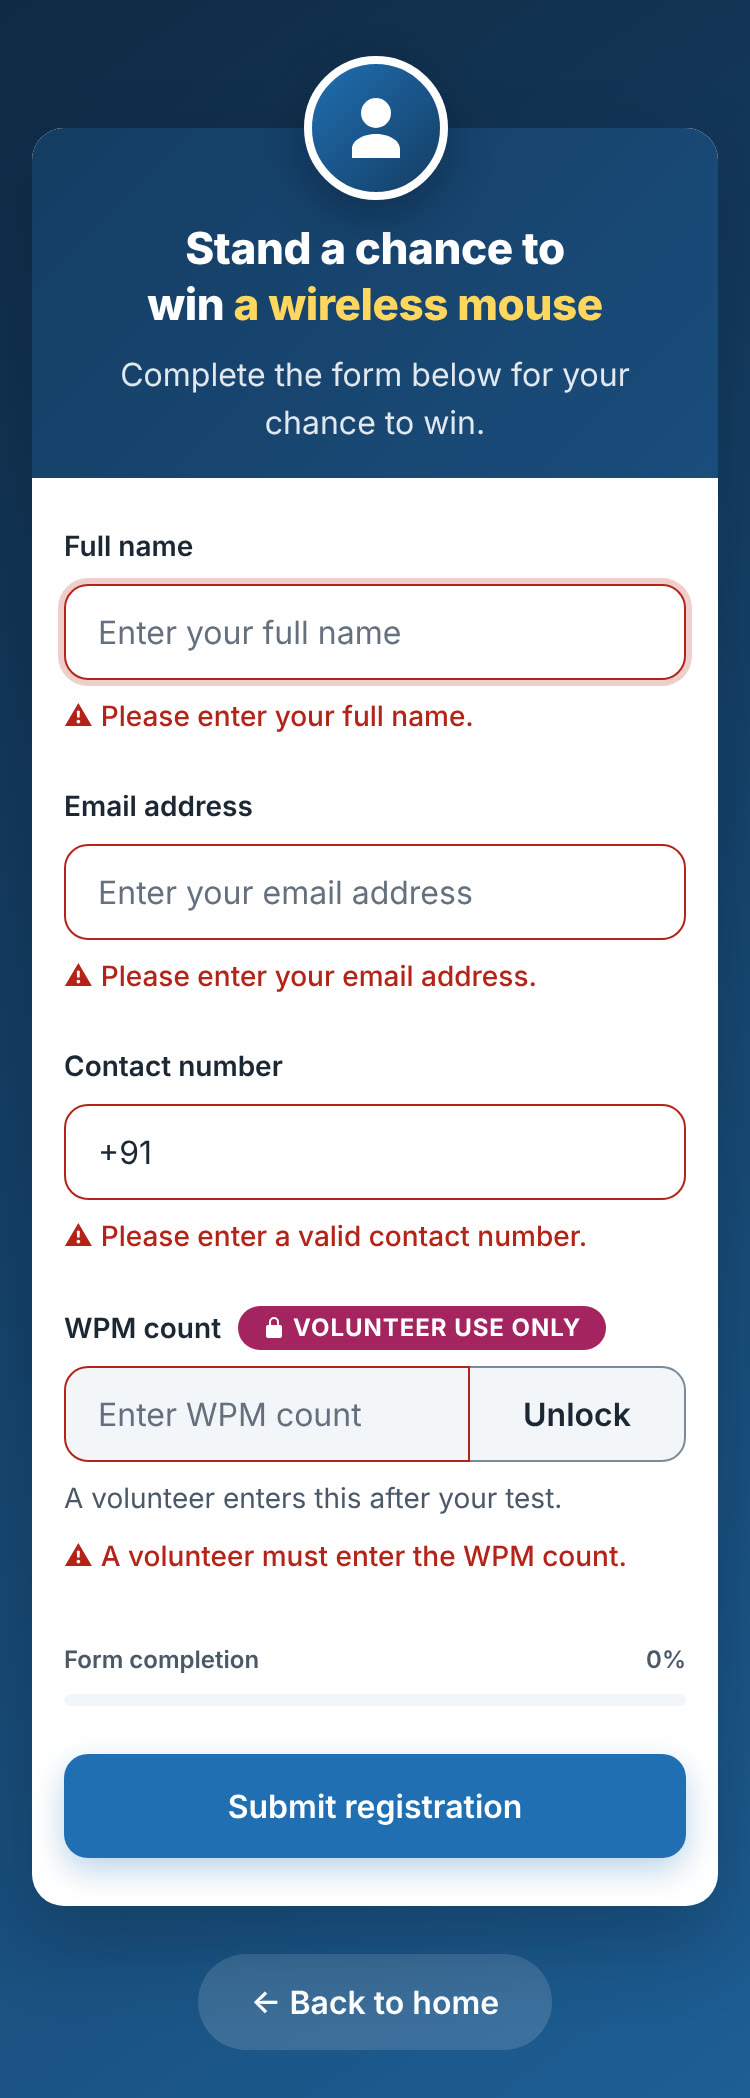 Stand a chance to
win a wireless mouse
Complete the form below for your
chance to win.
Full name
Enter your full name
Please enter your full name.
Email address
Enter your email address
Please enter your email address.
Contact number
+91
Please enter a valid contact number.
WPM count VOLUNTEER USE ONLY
Enter WPM count Unlock
A volunteer enters this after your test.
A volunteer must enter the WPM count.
Form completion 0%
Submit registration
← Back to home